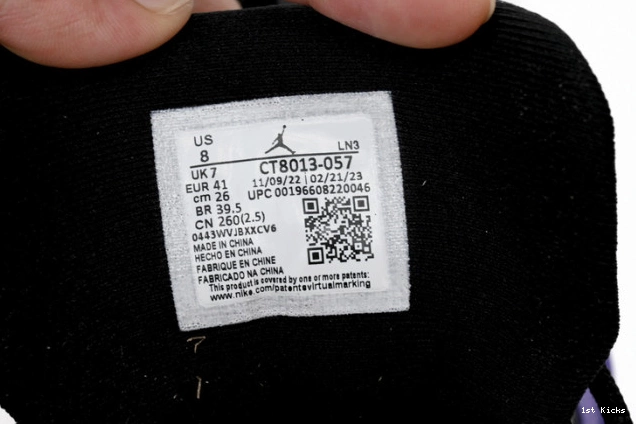 US
8
LN3
UK 7
CT8013-057
EUR 41
11/09/22 | 02/21/23
cm 26
UPC 00196608220046
BR 39.5
CN 260(2.5)
0443WVJBXXCV6
MADE IN CHINA
HECHO EN CHINA
FABRIQUE EN CHINE
FABRICADO NA CHINA
This product is covered by one or more patents:
www.nike.com/patents/virtualmarking
1st Kicks